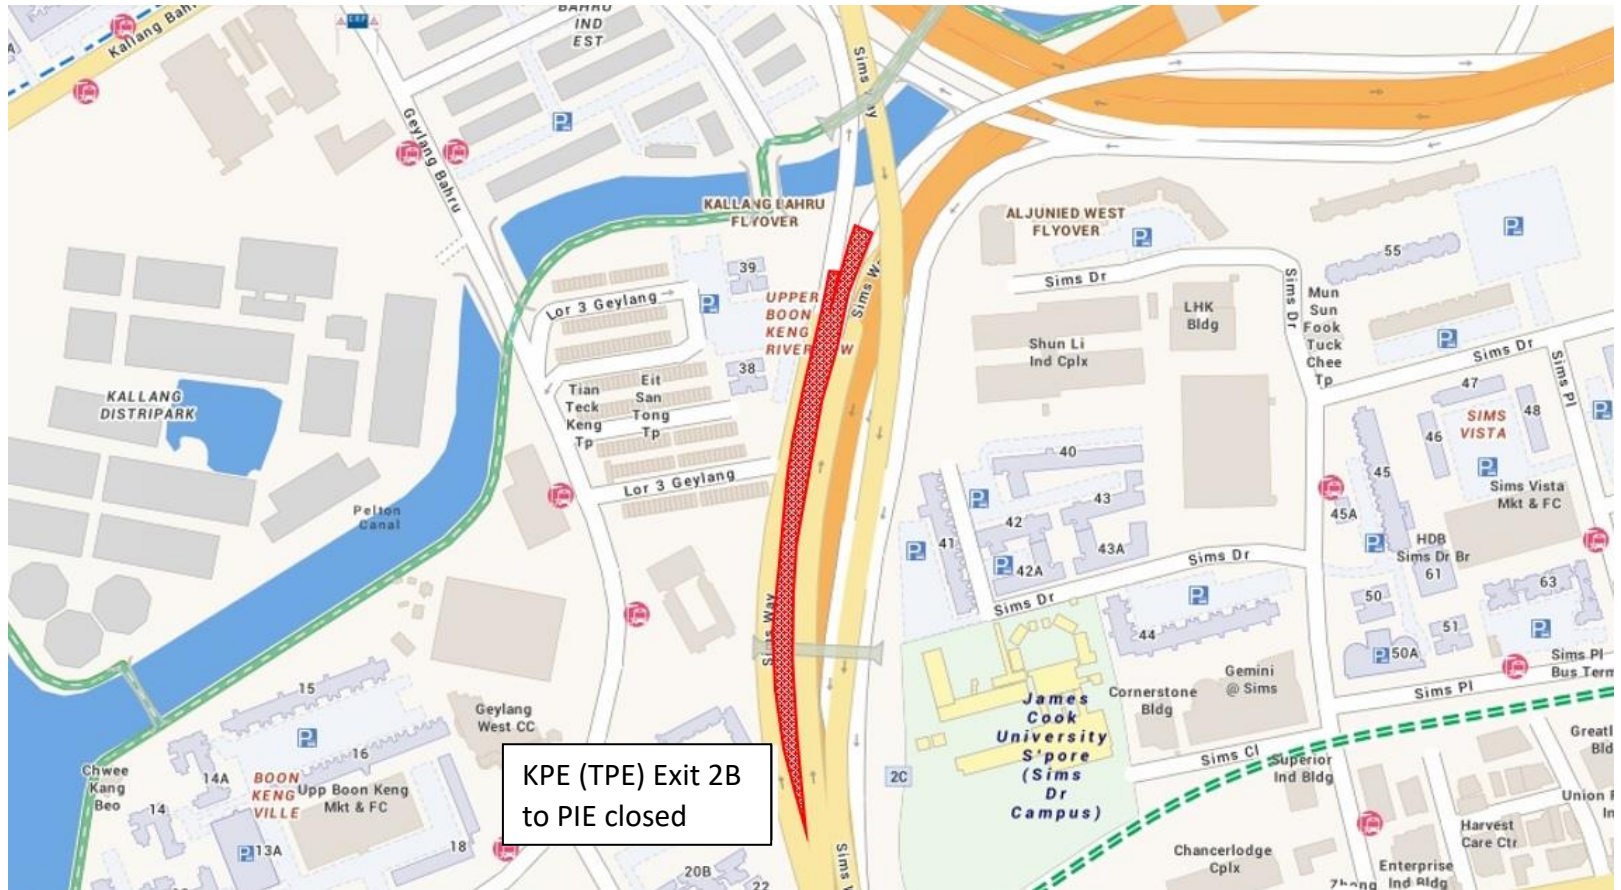 BAHRU
IND
EST
ERP
Kallang Bahru
Geylang Bahru
Sims Way
KALLANG BAHRU
FLYOVER
ALJUNIED WEST
FLYOVER
39
55
Sims Dr
Sims Dr
Lor 3 Geylang
UPPER
BOON
KENG
RIVERVIEW
Sims Way
LHK
Bldg
Mun
Sun
Fook
Tuck
Chee
Tp
Shun Li
Ind Cplx
Sims Dr
Sims Pl
38
Tian
Teck
Keng
Tp
Eit
San
Tong
Tp
KALLANG
DISTRIPARK
47
48
46
SIMS
VISTA
45
40
Lor 3 Geylang
43
Sims Vista
Mkt & FC
45A
Pelton
Canal
42
41
43A
HDB
Sims Dr Br
61
42A
Sims Dr
63
50
Sims Dr
Sims Way
44
51
50A
Sims Pl
Bus Term
15
Gemini
@ Sims
Cornerstone
Bldg
Sims Pl
Geylang
West CC
James
Cook
University
S'pore
(Sims
Dr
Campus)
16
Sims Cl
Superior
Ind Bldg
KPE (TPE) Exit 2B
to PIE closed
2C
Chwee
Kang
Beo
14A
BOON
KENG
VILLE
Upp Boon Keng
Mkt & FC
14
13A
18
Harvest
Care Ctr
Chancerlodge
Cplx
Enterprise
Ind Bldg
20B
22